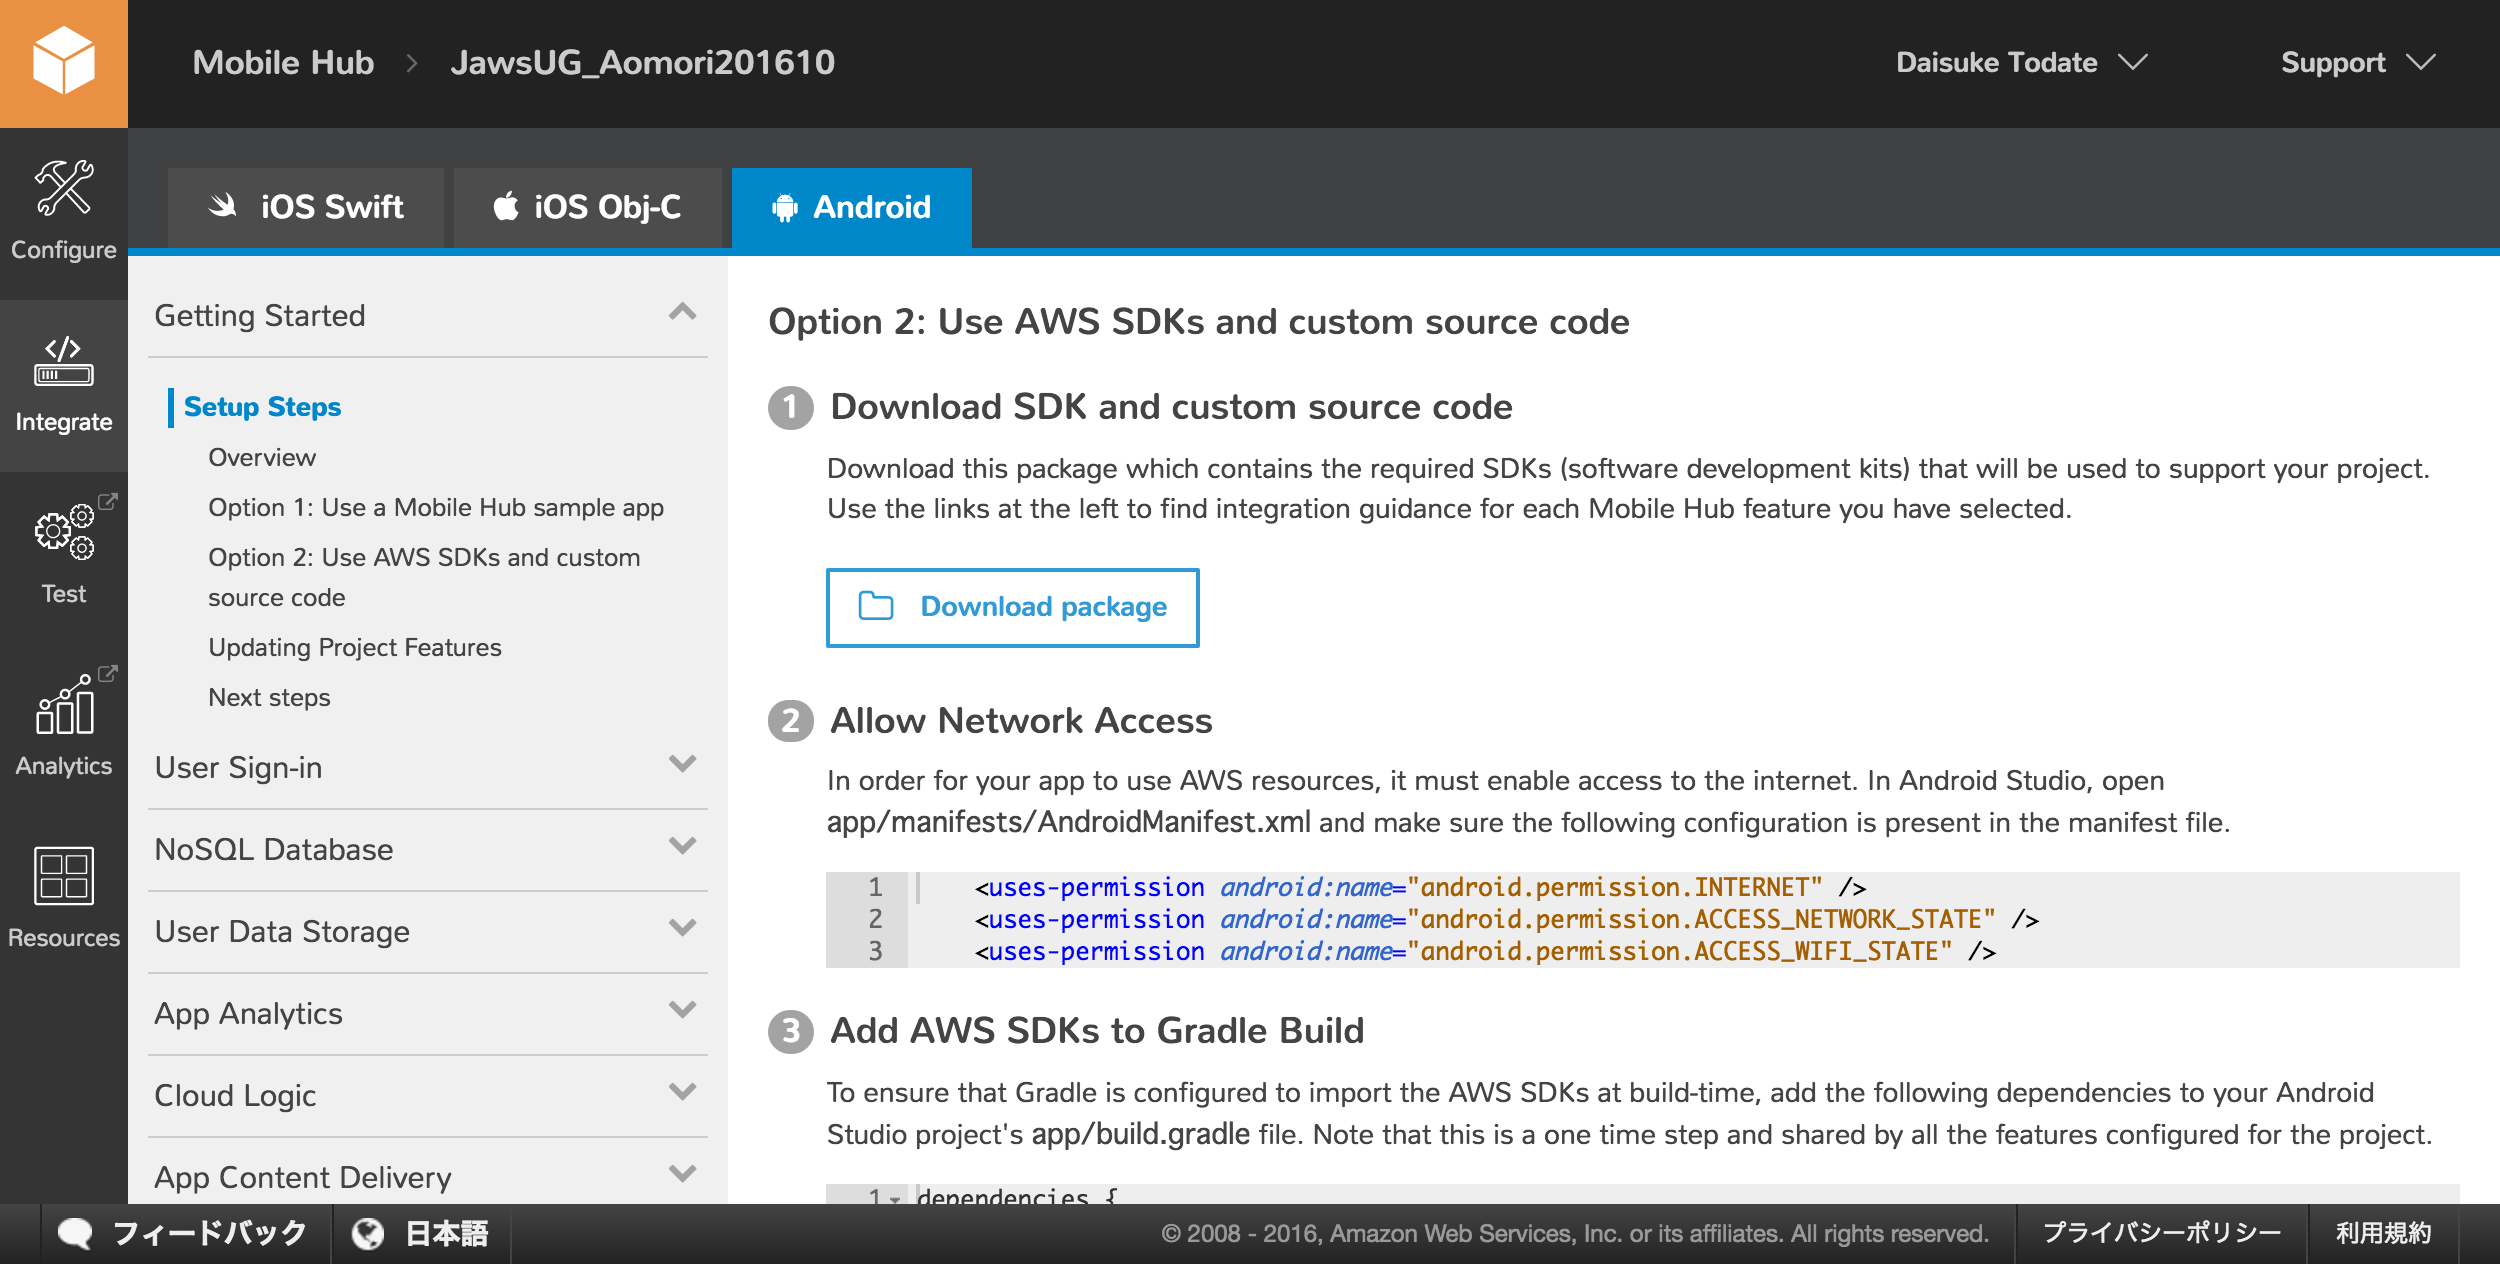 Mobile Hub > JawsUG_Aomori201610
Daisuke Todate
Support
Configure
Integrate
Test
Analytics
Resources
iOS Swift
iOS Obj-C
Android
Getting Started
Setup Steps
Overview
Option 1: Use a Mobile Hub sample app
Option 2: Use AWS SDKs and custom
source code
Updating Project Features
Next steps
User Sign-in
NoSQL Database
User Data Storage
App Analytics
Cloud Logic
App Content Delivery
Option 2: Use AWS SDKs and custom source code
1 Download SDK and custom source code
Download this package which contains the required SDKs (software development kits) that will be used to support your project.
Use the links at the left to find integration guidance for each Mobile Hub feature you have selected.
Download package
2 Allow Network Access
In order for your app to use AWS resources, it must enable access to the internet. In Android Studio, open
app/manifests/AndroidManifest.xml and make sure the following configuration is present in the manifest file.
1 <uses-permission android:name="android.permission.INTERNET" />
2 <uses-permission android:name="android.permission.ACCESS_NETWORK_STATE" />
3 <uses-permission android:name="android.permission.ACCESS_WIFI_STATE" />
3 Add AWS SDKs to Gradle Build
To ensure that Gradle is configured to import the AWS SDKs at build-time, add the following dependencies to your Android
Studio project's app/build.gradle file. Note that this is a one time step and shared by all the features configured for the project.
1 dependencies {
フィードバック
日本語
© 2008 - 2016, Amazon Web Services, Inc. or its affiliates. All rights reserved.
プライバシーポリシー
利用規約